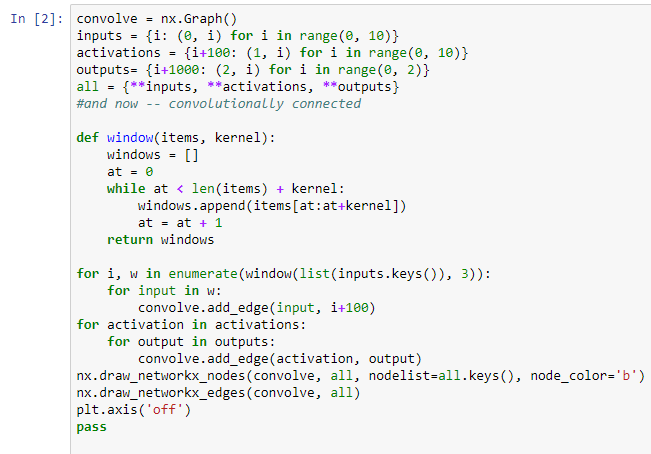 In [2]: convolve = nx.Graph()
inputs = {i: (0, i) for i in range(0, 10)}
activations = {i+100: (1, i) for i in range(0, 10)}
outputs= {i+1000: (2, i) for i in range(0, 2)}
all = {**inputs, **activations, **outputs}
#and now -- convolutionally connected

def window(items, kernel):
    windows = []
    at = 0
    while at < len(items) + kernel:
        windows.append(items[at:at+kernel])
        at = at + 1
    return windows

for i, w in enumerate(window(list(inputs.keys()), 3)):
    for input in w:
        convolve.add_edge(input, i+100)
for activation in activations:
    for output in outputs:
        convolve.add_edge(activation, output)
nx.draw_networkx_nodes(convolve, all, nodelist=all.keys(), node_color='b')
nx.draw_networkx_edges(convolve, all)
plt.axis('off')
pass